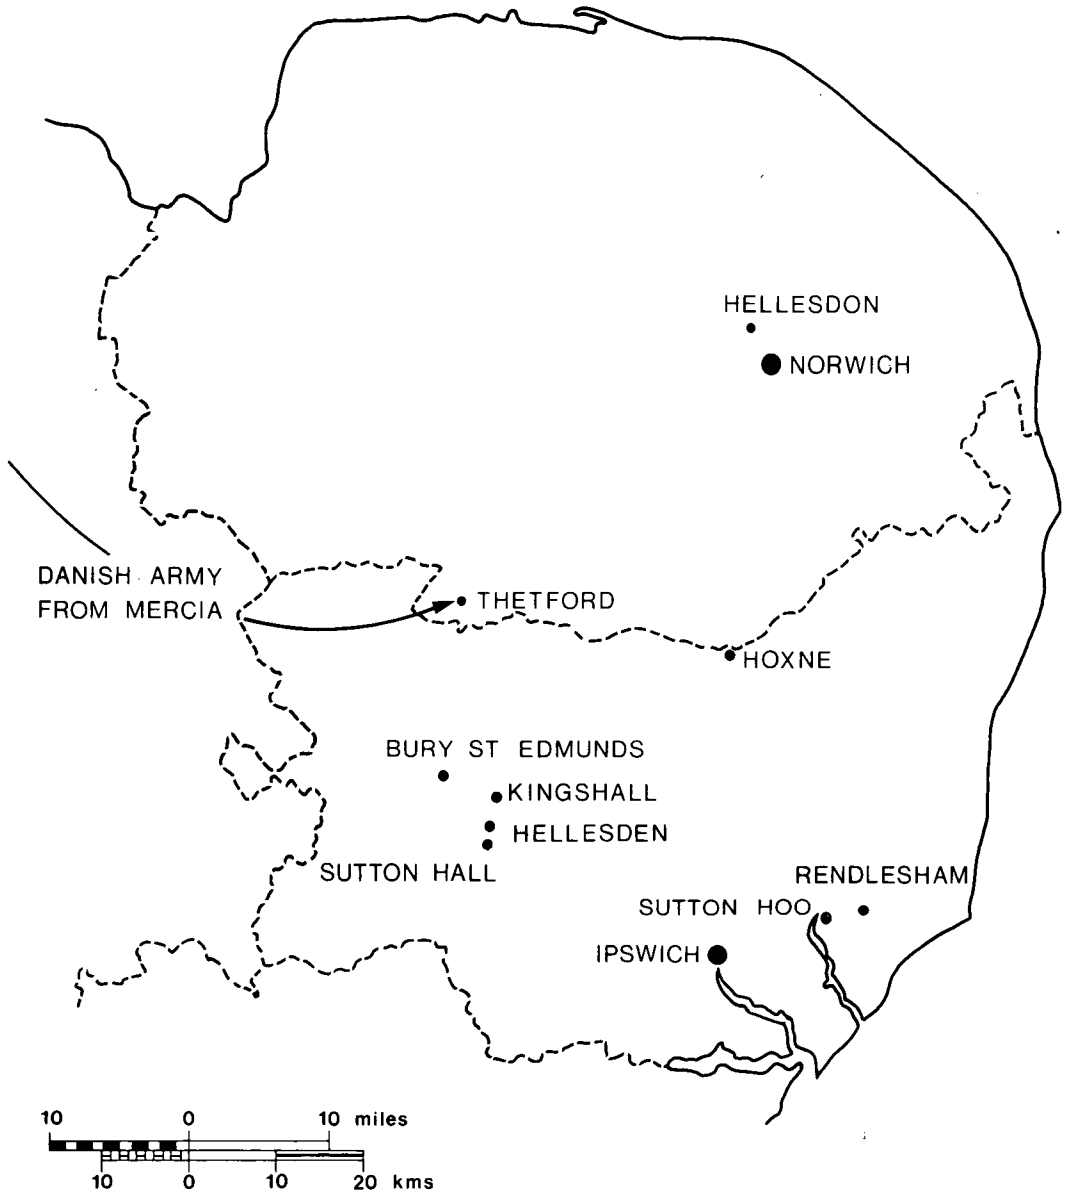 HELLESDON
NORWICH
DANISH ARMY
FROM MERCIA
THETFORD
HOXNE
BURY ST EDMUNDS
KINGSHALL
HELLESDEN
SUTTON HALL
RENDLESHAM
SUTTON HOO
IPSWICH
10 0 10 miles
10 0 10 20 kms